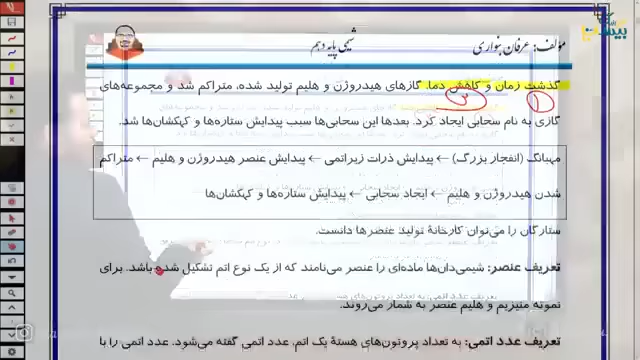 مؤلف: عرفان بنواری
شیمی پایه دهم
گذشت زمان و کاهش دما، گازهای هیدروژن و هلیم تولید شده، متراکم شد و مجموعه‌های
گازی به نام سحابی ایجاد کرد. بعدها این سحابی‌ها سبب پیدایش ستاره‌ها و کهکشان‌ها شد.
مهبانگ (انفجار بزرگ) ← پیدایش ذرات زیراتمی ← پیدایش عنصر هیدروژن و هلیم ← متراکم
شدن هیدروژن و هلیم ← ایجاد سحابی ← پیدایش ستاره‌ها و کهکشان‌ها
ستارگان را می‌توان کارخانهٔ تولید عنصرها دانست.
تعریف عنصر: شیمی‌دان‌ها ماده‌ای را عنصر می‌نامند که از یک نوع اتم تشکیل شده باشد. برای
نمونه منیزیم و هلیم عنصر به شمار می‌روند.
تعریف عدد اتمی: به تعداد پروتون‌های هستهٔ یک اتم، عدد اتمی گفته می‌شود. عدد اتمی را با